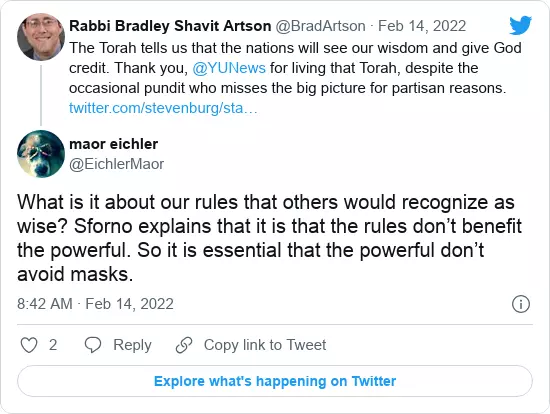 Rabbi Bradley Shavit Artson @BradArtson · Feb 14, 2022
The Torah tells us that the nations will see our wisdom and give God
credit. Thank you, @YUNews for living that Torah, despite the
occasional pundit who misses the big picture for partisan reasons.
twitter.com/stevenburg/sta…
maor eichler
@EichlerMaor
What is it about our rules that others would recognize as
wise? Sforno explains that it is that the rules don’t benefit
the powerful. So it is essential that the powerful don’t
avoid masks.
8:42 AM · Feb 14, 2022
2 Reply Copy link to Tweet
Explore what's happening on Twitter